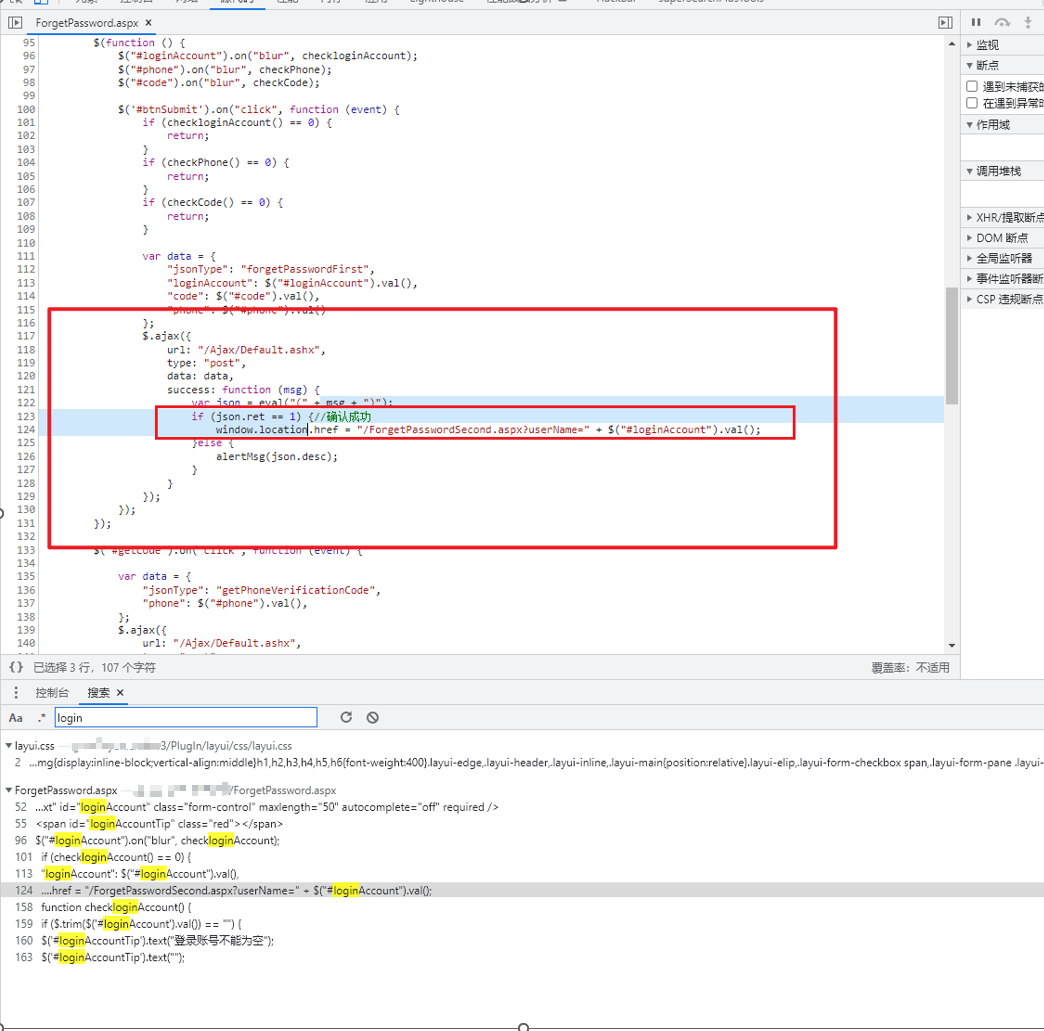 Lighthouse
ForgetPassword.aspx ×
95 $(function () {
96 $("#loginAccount").on("blur", checkloginAccount);
97 $("#phone").on("blur", checkPhone);
98 $("#code").on("blur", checkCode);
99
100 $('#btnSubmit').on("click", function (event) {
101 if (checkloginAccount() == 0) {
102 return;
103 }
104 if (checkPhone() == 0) {
105 return;
106 }
107 if (checkCode() == 0) {
108 return;
109 }
110
111 var data = {
112 "jsonType": "forgetPasswordFirst",
113 "loginAccount": $("#loginAccount").val(),
114 "code": $("#code").val(),
115 "phone": $("#phone").val()
116 };
117 $.ajax({
118 url: "/Ajax/Default.ashx",
119 type: "post",
120 data: data,
121 success: function (msg) {
122 var json = eval("(" + msg + ")");
123 if (json.ret == 1) {//确认成功
124 window.location.href = "/ForgetPasswordSecond.aspx?userName=" + $("#loginAccount").val();
125 }else {
126 alertMsg(json.desc);
127 }
128 }
129 });
130 });
131 });
132
133 $('#getCode').on("click", function (event) {
134
135 var data = {
136 "jsonType": "getPhoneVerificationCode",
137 "phone": $("#phone").val(),
138 };
139 $.ajax({
140 url: "/Ajax/Default.ashx",
监视
断点
遇到未捕获的
在遇到异常时
作用域
调用堆栈
XHR/提取断点
DOM 断点
全局监听器
事件监听器断
CSP 违规断点
{} 已选择 3 行，107 个字符 覆盖率：不适用
控制台 搜索 ×
Aa .* login
layui.css — 3/PlugIn/layui/css/layui.css
2 ...mg{display:inline-block;vertical-align:middle}h1,h2,h3,h4,h5,h6{font-weight:400}.layui-edge,.layui-header,.layui-inline,.layui-main{position:relative}.layui-elip,.layui-form-checkbox span,.layui-form-pane .layui-
ForgetPassword.aspx — /ForgetPassword.aspx
52 ...xt" id="loginAccount" class="form-control" maxlength="50" autocomplete="off" required />
55 <span id="loginAccountTip" class="red"></span>
96 $("#loginAccount").on("blur", checkloginAccount);
101 if (checkloginAccount() == 0) {
113 "loginAccount": $("#loginAccount").val(),
124 ....href = "/ForgetPasswordSecond.aspx?userName=" + $("#loginAccount").val();
158 function checkloginAccount() {
159 if ($.trim($('#loginAccount').val()) == "") {
160 $('#loginAccountTip').text("登录账号不能为空");
163 $('#loginAccountTip').text("");